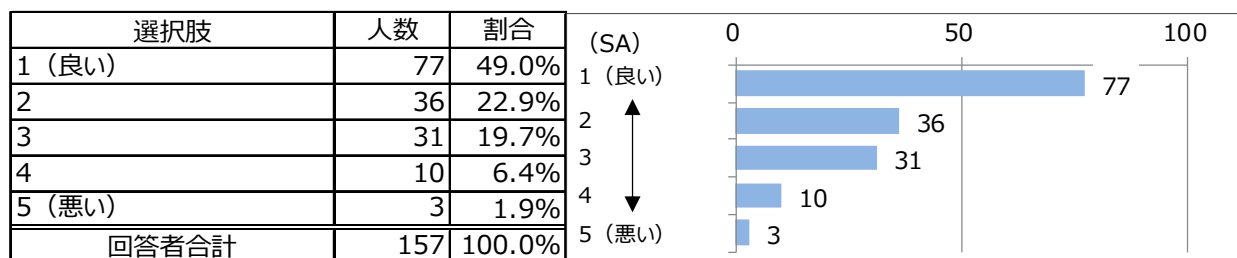 選択肢 人数 割合
1（良い） 77 49.0%
2 36 22.9%
3 31 19.7%
4 10 6.4%
5（悪い） 3 1.9%
回答者合計 157 100.0%
（SA）
0 50 100
1（良い） 77
2 36
3 31
4 10
5（悪い） 3